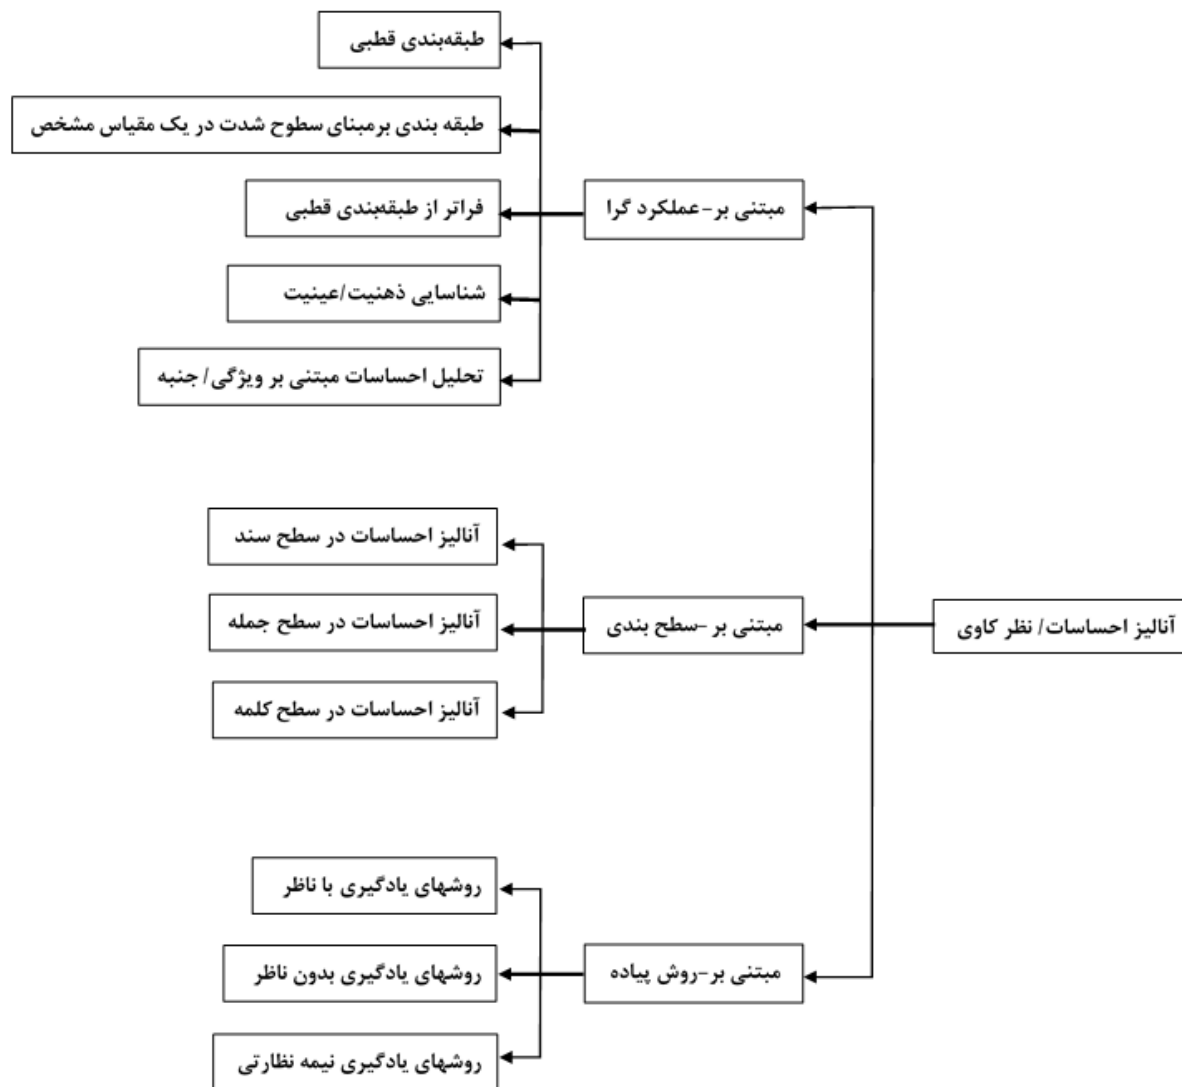 آنالیز احساسات/ نظر کاوی
مبتنی بر-عملکرد گرا
طبقه‌بندی قطبی
طبقه بندی برمبنای سطوح شدت در یک مقیاس مشخص
فراتر از طبقه‌بندی قطبی
شناسایی ذهنیت/عینیت
تحلیل احساسات مبتنی بر ویژگی/ جنبه
مبتنی بر -سطح بندی
آنالیز احساسات در سطح سند
آنالیز احساسات در سطح جمله
آنالیز احساسات در سطح کلمه
مبتنی بر-روش پیاده
روشهای یادگیری با ناظر
روشهای یادگیری بدون ناظر
روشهای یادگیری نیمه نظارتی